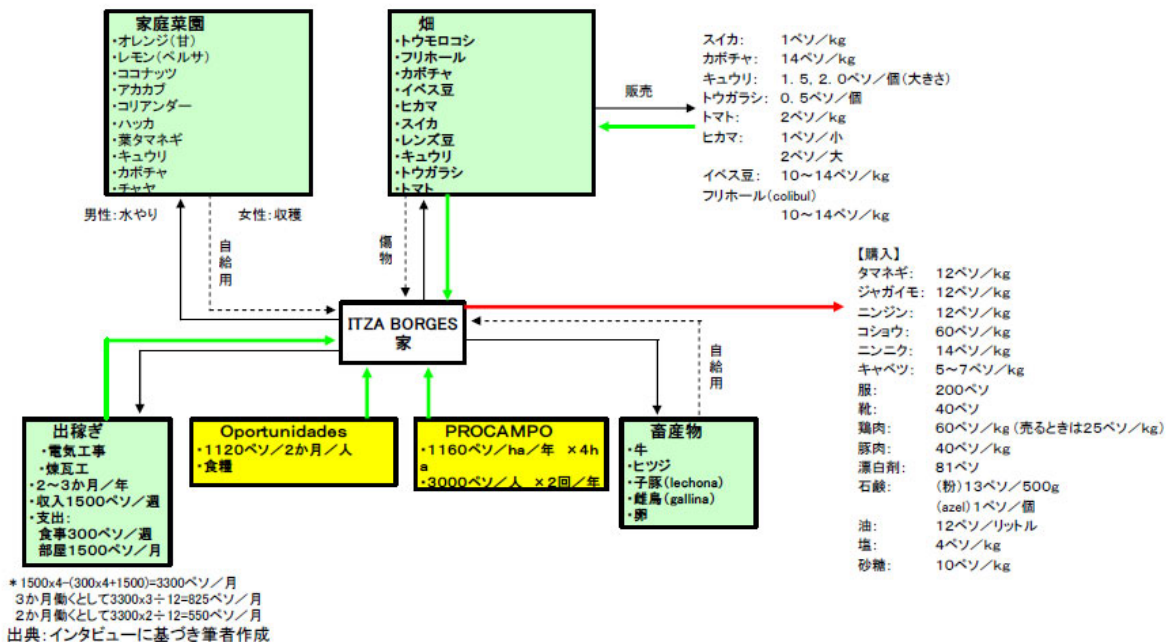 家庭菜園
・オレンジ(甘)
・レモン(ペルサ)
・ココナッツ
・アカカブ
・コリアンダー
・ハッカ
・葉タマネギ
・キュウリ
・カボチャ
・チャヤ
畑
・トウモロコシ
・フリホール
・カボチャ
・イベス豆
・ヒカマ
・スイカ
・レンズ豆
・キュウリ
・トウガラシ
・トマト
販売
スイカ: 1ペソ/kg
カボチャ: 14ペソ/kg
キュウリ: 1.5, 2.0ペソ/個(大きさ)
トウガラシ: 0.5ペソ/個
トマト: 2ペソ/kg
ヒカマ: 1ペソ/小
2ペソ/大
イベス豆: 10~14ペソ/kg
フリホール(colibul)
10~14ペソ/kg
男性:水やり
女性:収穫
自給用
傷物
ITZA BORGES
家
自給用
【購入】
タマネギ: 12ペソ/kg
ジャガイモ: 12ペソ/kg
ニンジン: 12ペソ/kg
コショウ: 60ペソ/kg
ニンニク: 14ペソ/kg
キャベツ: 5~7ペソ/kg
服: 200ペソ
靴: 40ペソ
鶏肉: 60ペソ/kg(売るときは25ペソ/kg)
豚肉: 40ペソ/kg
漂白剤: 81ペソ
石鹸: (粉)13ペソ/500g
(azel)1ペソ/個
油: 12ペソ/リットル
塩: 4ペソ/kg
砂糖: 10ペソ/kg
出稼ぎ
・電気工事
・煉瓦工
・2~3か月/年
・収入1500ペソ/週
・支出:
食事300ペソ/週
部屋1500ペソ/月
Oportunidades
・1120ペソ/2か月/人
・食糧
PROCAMPO
・1160ペソ/ha/年 ×4h
a
・3000ペソ/人 ×2回/年
畜産物
・牛
・ヒツジ
・子豚(lechona)
・雌鳥(gallina)
・卵
*1500x4-(300x4+1500)=3300ペソ/月
3か月働くとして3300x3÷12=825ペソ/月
2か月働くとして3300x2÷12=550ペソ/月
出典:インタビューに基づき筆者作成